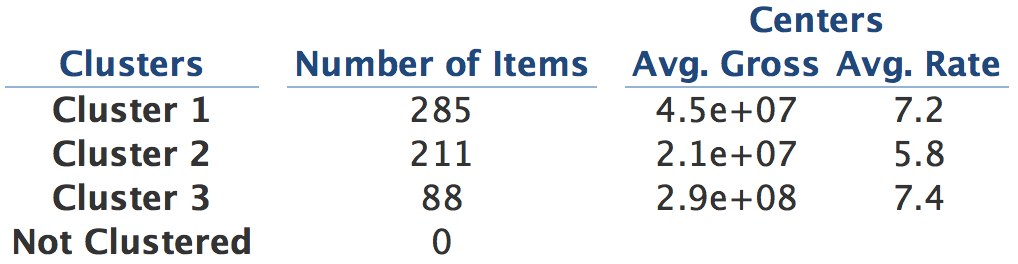 Centers
Clusters Number of Items Avg. Gross Avg. Rate
Cluster 1 285 4.5e+07 7.2
Cluster 2 211 2.1e+07 5.8
Cluster 3 88 2.9e+08 7.4
Not Clustered 0